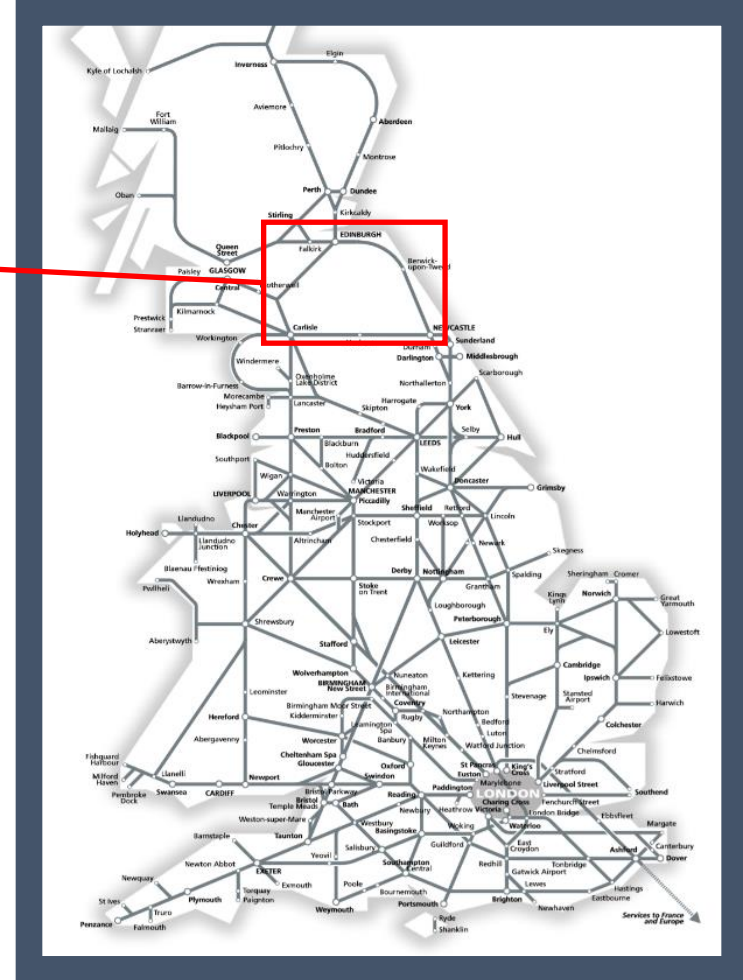 Elgin
Inverness
Kyle of Lochalsh
Aviemore
Fort
William
Mallaig
Aberdeen
Pitlochry
Montrose
Perth
Dundee
Oban
Stirling
Kirkcaldy
EDINBURGH
Falkirk
Queen
Street
Berwick-
upon-Tweed
Paisley
GLASGOW
Central
otherwell
Kilmarnock
Prestwick
Stranraer
Carlisle
NEWCASTLE
Workington
Sunderland
Durham
Darlington
Middlesbrough
Windermere
Scarborough
Oxenholme
Lake District
Northallerton
Barrow-in-Furness
Morecambe
Heysham Port
Lancaster
Harrogate
Skipton
York
Blackpool
Preston
Bradford
LEEDS
Selby
Hull
Blackburn
Huddersfield
Southport
Bolton
Wakefield
Wigan
Victoria
Doncaster
Grimsby
LIVERPOOL
Warrington
MANCHESTER
Piccadilly
Manchester
Airport
Sheffield
Retford
Lincoln
Llandudno
Chester
Stockport
Worksop
Holyhead
Llandudno
Junction
Altrincham
Chesterfield
Newark
Skegness
Blaenau Ffestiniog
Derby
Nottingham
Spalding
Sheringham
Cromer
Pwllheli
Wrexham
Crewe
Stoke
on Trent
Grantham
Kings
Lynn
Norwich
Great
Yarmouth
Loughborough
Peterborough
Shrewsbury
Ely
Lowestoft
Aberystwyth
Stafford
Leicester
Wolverhampton
BIRMINGHAM
New Street
Nuneaton
Birmingham
International
Kettering
Cambridge
Ipswich
Felixstowe
Leominster
Coventry
Stevenage
Stansted
Airport
Harwich
Birmingham Moor Street
Kidderminster
Rugby
Northampton
Hereford
Leamington
Spa
Bedford
Colchester
Worcester
Banbury
Milton
Keynes
Luton
Abergavenny
Cheltenham Spa
Gloucester
Watford Junction
Chelmsford
Fishguard
Harbour
Oxford
St Pancras
King's
Cross
Stratford
Milford
Haven
Llanelli
Newport
Swindon
Euston
Marylebone
Liverpool Street
Pembroke
Dock
Swansea
CARDIFF
Bristol Parkway
Paddington
LONDON
Southend
Bristol
Temple Meads
Bath
Reading
Charing Cross
Fenchurch Street
Newbury
Heathrow
Victoria
London Bridge
Ebbsfleet
Weston-super-Mare
Westbury
Basingstoke
Woking
Waterloo
Margate
Barnstaple
Taunton
Salisbury
Guildford
East
Croydon
Canterbury
Ashford
Dover
Newton Abbot
Yeovil
Southampton
Central
Redhill
Tonbridge
EXETER
Gatwick Airport
Newquay
Exmouth
Poole
Lewes
Hastings
Torquay
Paignton
Bournemouth
Eastbourne
St Ives
Plymouth
Weymouth
Portsmouth
Brighton
Newhaven
Truro
Penzance
Falmouth
Ryde
Shanklin
Services to France
and Europe